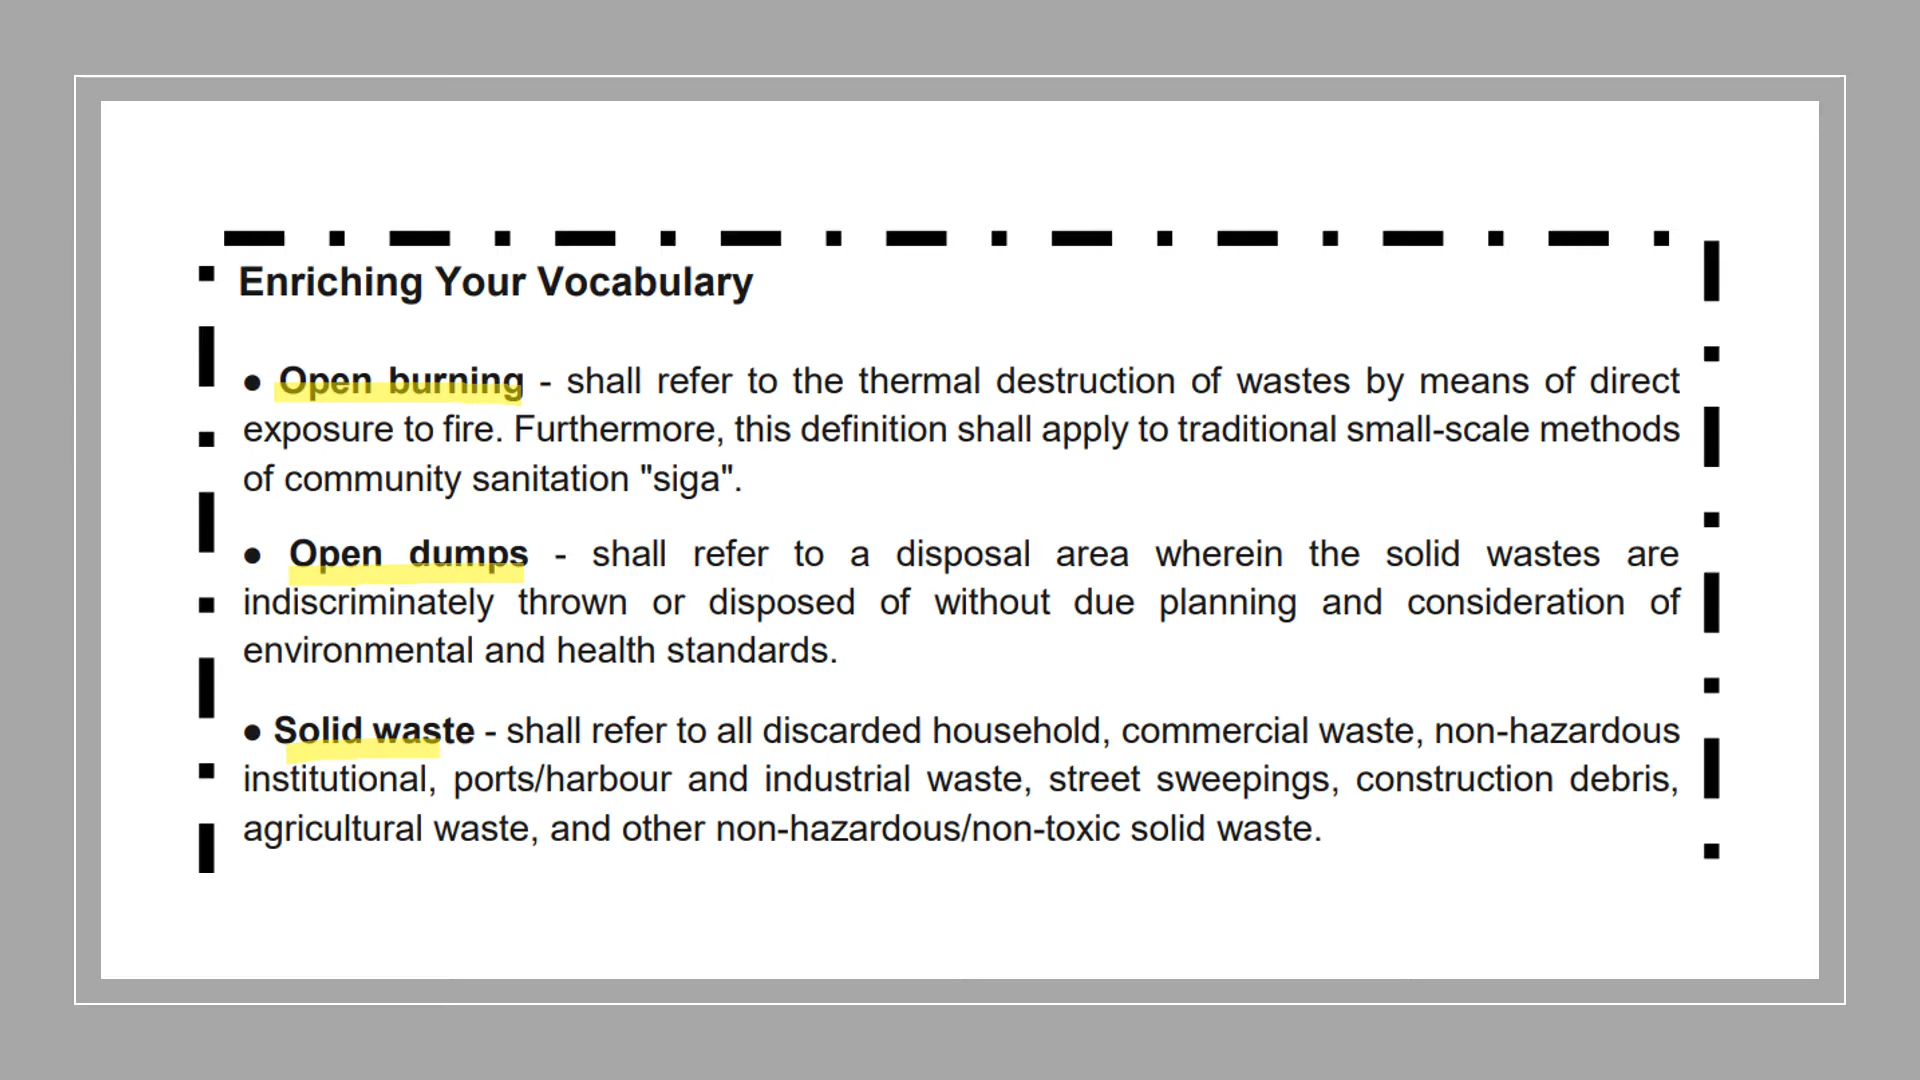 Enriching Your Vocabulary
● Open burning - shall refer to the thermal destruction of wastes by means of direct
exposure to fire. Furthermore, this definition shall apply to traditional small-scale methods
of community sanitation "siga".
● Open dumps - shall refer to a disposal area wherein the solid wastes are
indiscriminately thrown or disposed of without due planning and consideration of
environmental and health standards.
● Solid waste - shall refer to all discarded household, commercial waste, non-hazardous
institutional, ports/harbour and industrial waste, street sweepings, construction debris,
agricultural waste, and other non-hazardous/non-toxic solid waste.